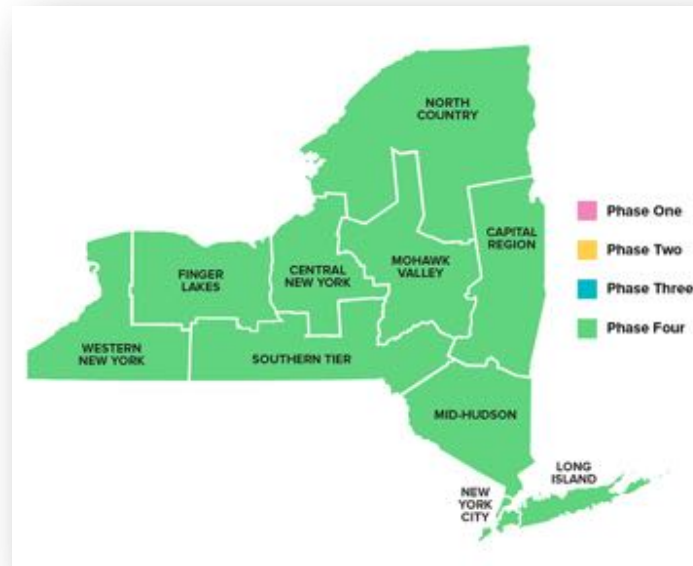 NORTH
COUNTRY
CAPITAL
REGION
MOHAWK
VALLEY
CENTRAL
NEW YORK
FINGER
LAKES
WESTERN
NEW YORK
SOUTHERN TIER
MID-HUDSON
LONG
ISLAND
NEW
YORK
CITY
Phase One
Phase Two
Phase Three
Phase Four